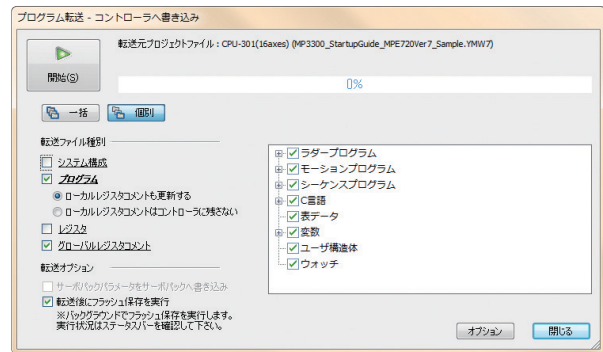 プログラム転送 - コントローラへ書き込み
転送元プロジェクトファイル : CPU-301(16axes) (MP3300_StartupGuide_MPE720Ver7_Sample.YMW7)
開始(S)
0%
一括
個別
転送ファイル種別
システム構成
プログラム
ローカルレジスタコメントも更新する
ローカルレジスタコメントはコントローラに残さない
レジスタ
グローバルレジスタコメント
転送オプション
サーボパックパラメータをサーボパックへ書き込み
転送後にフラッシュ保存を実行
※バックグラウンドでフラッシュ保存を実行します。
実行状況はステータスバーを確認して下さい。
ラダープログラム
モーションプログラム
シーケンスプログラム
C言語
表データ
変数
ユーザ構造体
ウォッチ
オプション
閉じる